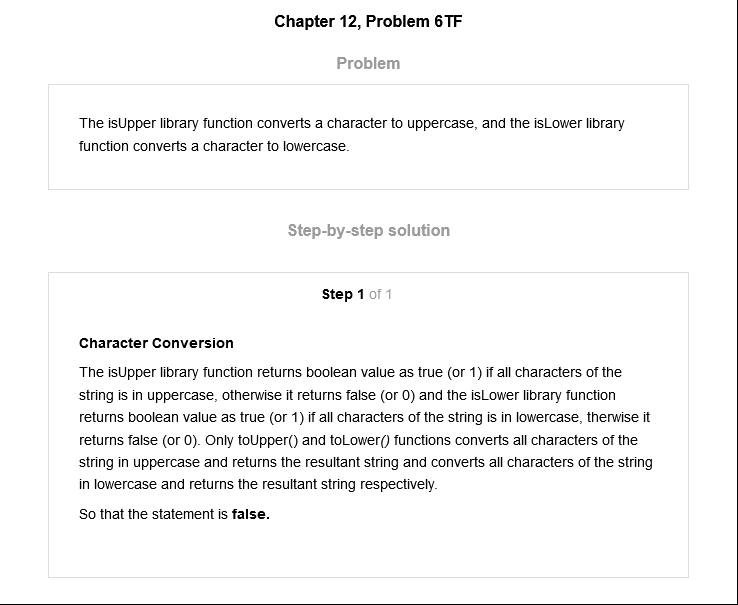 Chapter 12, Problem 6TF
Problem
The isUpper library function converts a character to uppercase, and the isLower library
function converts a character to lowercase.
Step-by-step solution
Step 1 of 1
Character Conversion
The isUpper library function returns boolean value as true (or 1) if all characters of the
string is in uppercase, otherwise it returns false (or 0) and the isLower library function
returns boolean value as true (or 1) if all characters of the string is in lowercase, therwise it
returns false (or 0). Only toUpper() and toLower() functions converts all characters of the
string in uppercase and returns the resultant string and converts all characters of the string
in lowercase and returns the resultant string respectively.
So that the statement is false.